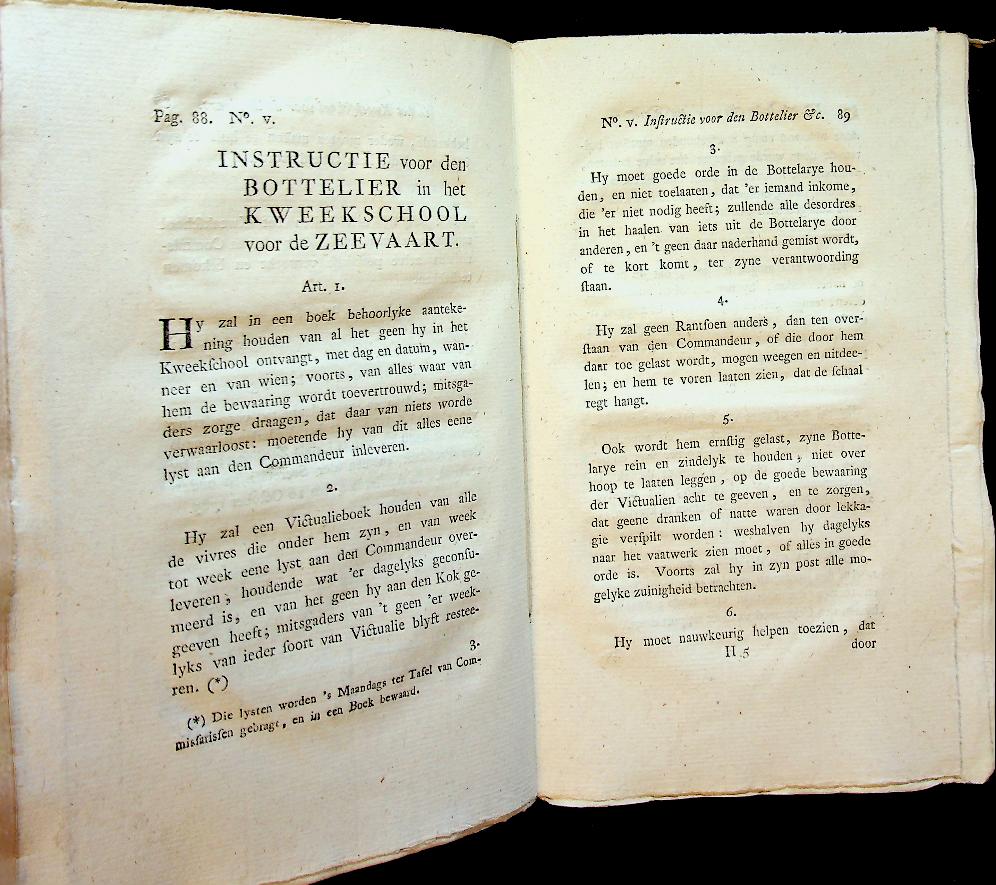 Pag. 88. Nº. v.
INSTRUCTIE voor den
BOTTELIER in het
KWEEKSCHOOL
voor de ZEEVAART.
Art. 1.
Hy zal in een boek behoorlyke aanteke-
ning houden van al het geen hy in het
Kweekſchool ontvangt, met dag en datum, wan-
neer en van wien; voorts, van alles waar van
hem de bewaaring wordt toevertrouwd; mitsga-
ders zorge draagen, dat daar van niets worde
verwaarloost: moetende hy van dit alles eene
lyst aan den Commandeur inleveren.
2.
Hy zal een Victualieboek houden van alle
de vivres die onder hem zyn, en van week
tot week eene lyst aan den Commandeur over-
leveren, houdende wat 'er dagelyks geconſu-
meerd is, en van het geen hy aan den Kok ge-
geeven heeft; mitsgaders van 't geen 'er week-
lyks van ieder ſoort van Victualie blyft restee-
ren. (*)
3.
(*) Die lysten worden 's Maandags ter Tafel van Com-
misſarisſen gebragt, en in een Boek bewaard.
Nº. v. Inſtructie voor den Bottelier &c. 89
3.
Hy moet goede orde in de Bottelarye hou-
den, en niet toelaaten, dat 'er iemand inkome,
die 'er niet nodig heeft; zullende alle desordres
in het haalen van iets uit de Bottelarye door
anderen, en 't geen daar naderhand gemist wordt,
of te kort komt, ter zyne verantwoording
ſtaan.
4.
Hy zal geen Rantſoen anders, dan ten over-
ſtaan van den Commandeur, of die door hem
daar toe gelast wordt, mogen weegen en nitdee-
len; en hem te voren laaten zien, dat de ſchaal
regt hangt.
5.
Ook wordt hem ernſtig gelast, zyne Botte-
larye rein en zindelyk te houden, niet over
hoop te laaten leggen, op de goede bewaaring
der Victualien acht te geeven, en te zorgen,
dat geene dranken of natte waren door lekka-
gie verſpilt worden: weshalven hy dagelyks
naar het vaatwerk zien moet, of alles in goede
orde is. Voorts zal hy in zyn post alle mo-
gelyke zuinigheid betrachten.
6.
Hy moet nauwkeurig helpen toezien, dat
H 5 door